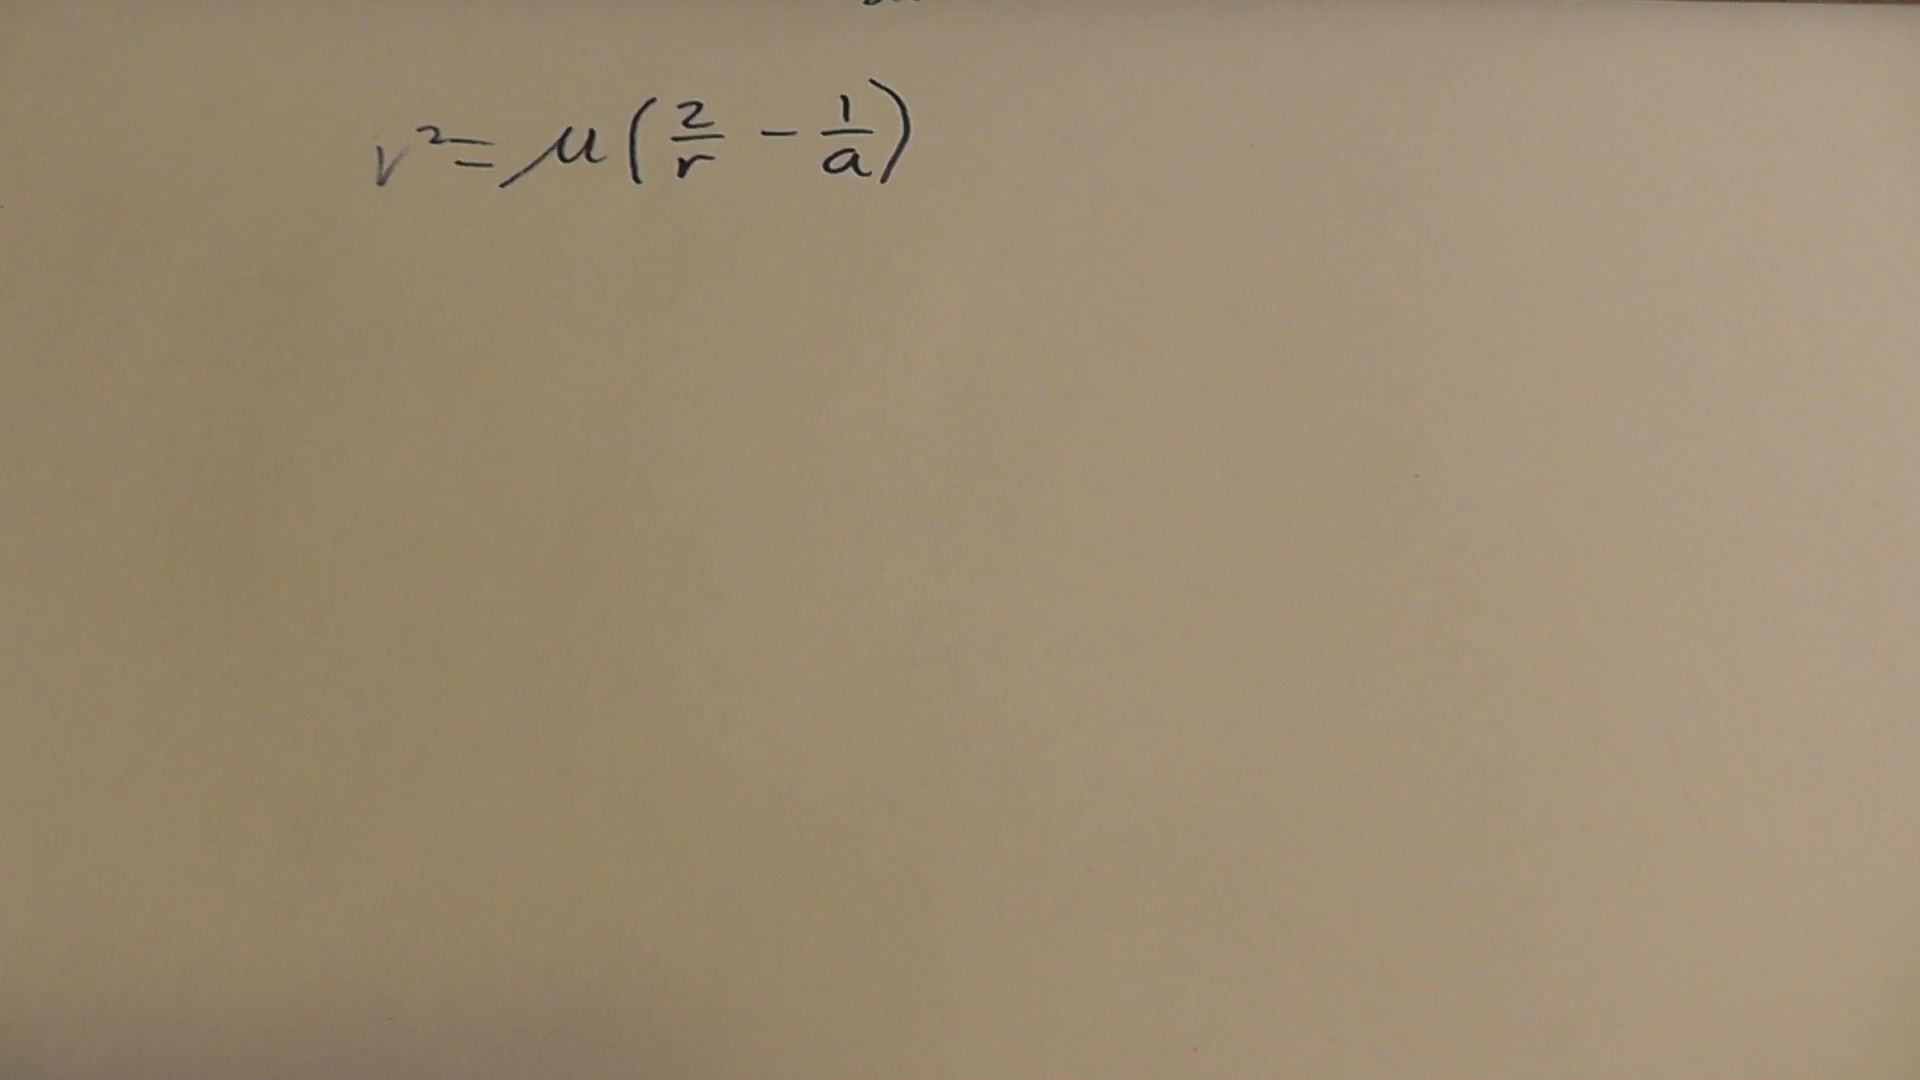 v² = μ(2/r - 1/a)